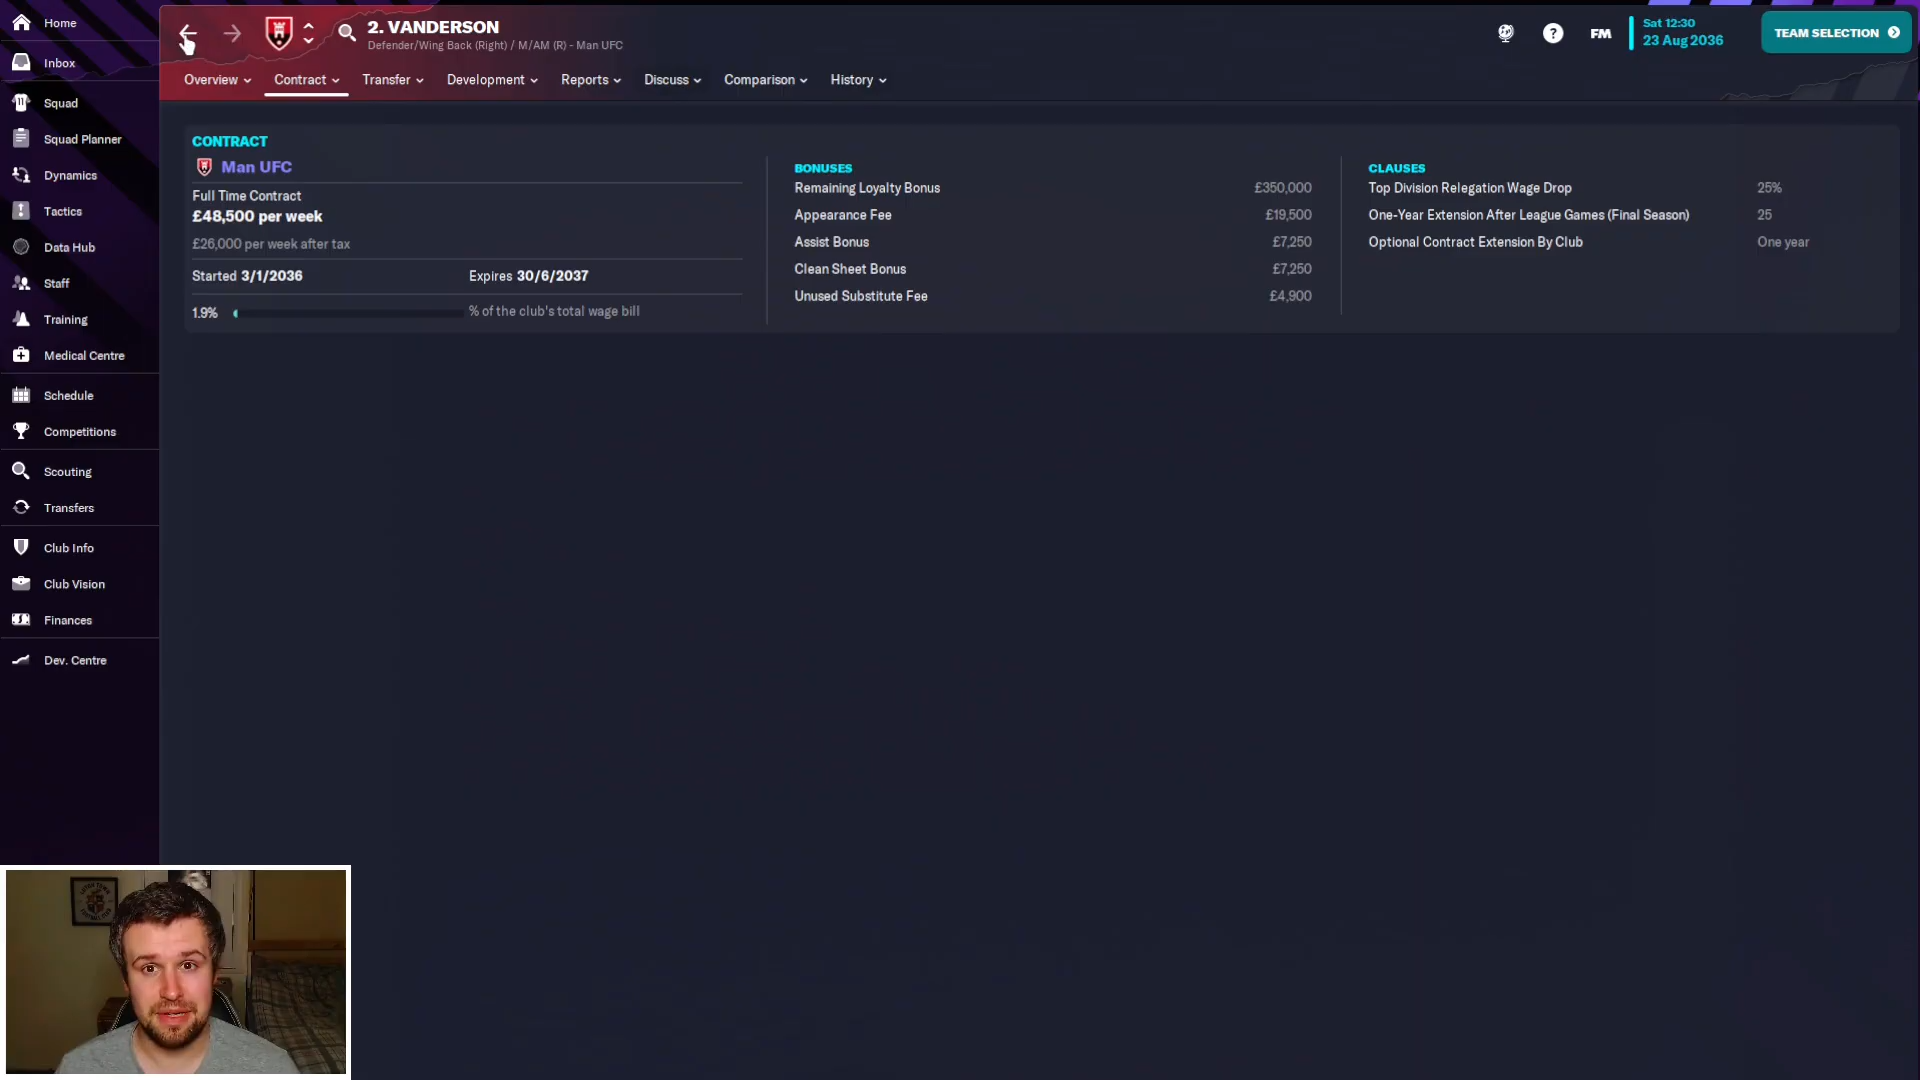 Home
Inbox
Squad
Squad Planner
Dynamics
Tactics
Data Hub
Staff
Training
Medical Centre
Schedule
Competitions
Scouting
Transfers
Club Info
Club Vision
Finances
Dev. Centre
2. VANDERSON
Defender/Wing Back (Right) / M/AM (R) - Man UFC
FM
Sat 12:30
23 Aug 2036
TEAM SELECTION
Overview
Contract
Transfer
Development
Reports
Discuss
Comparison
History
CONTRACT
Man UFC
Full Time Contract
£48,500 per week
£26,000 per week after tax
Started 3/1/2036
Expires 30/6/2037
1.9%
% of the club's total wage bill
BONUSES
Remaining Loyalty Bonus £350,000
Appearance Fee £19,500
Assist Bonus £7,250
Clean Sheet Bonus £7,250
Unused Substitute Fee £4,900
CLAUSES
Top Division Relegation Wage Drop 25%
One-Year Extension After League Games (Final Season) 25
Optional Contract Extension By Club One year